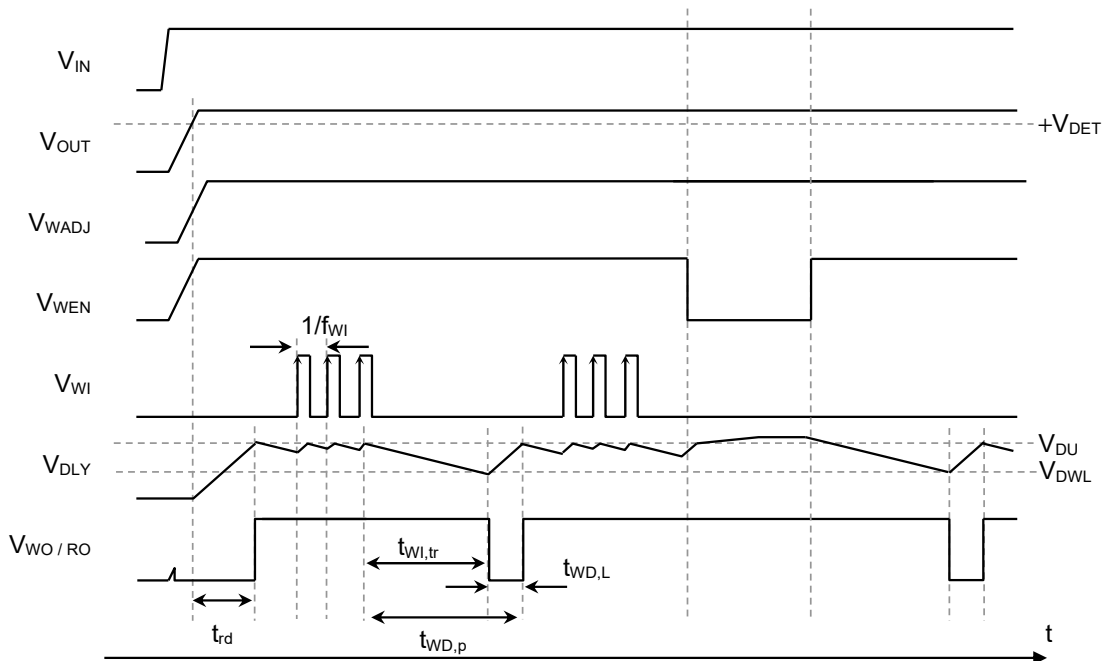 V_IN
V_OUT
+V_DET
V_WADJ
V_WEN
1/f_WI
V_WI
V_DLY
V_DU
V_DWL
V_WO / RO
t_WI,tr
t_WD,L
t_rd
t_WD,p
t